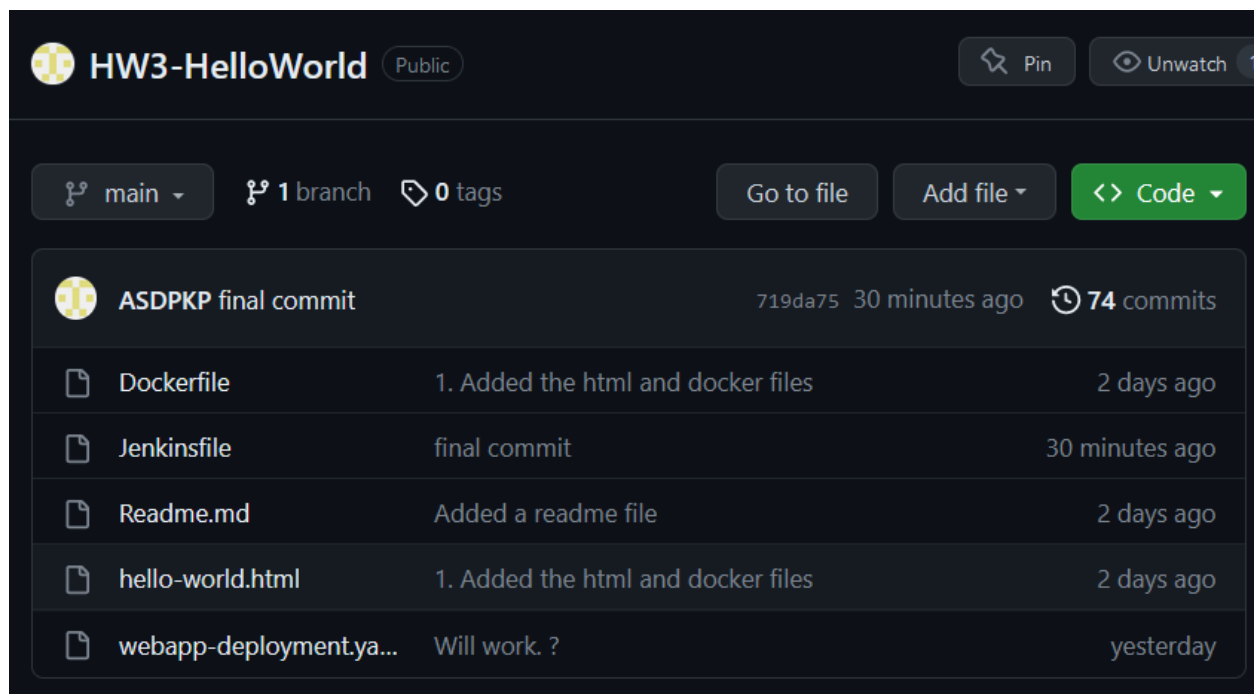 HW3-HelloWorld Public Pin Unwatch
main 1 branch 0 tags Go to file Add file Code
ASDPKP final commit 719da75 30 minutes ago 74 commits
Dockerfile 1. Added the html and docker files 2 days ago
Jenkinsfile final commit 30 minutes ago
Readme.md Added a readme file 2 days ago
hello-world.html 1. Added the html and docker files 2 days ago
webapp-deployment.ya... Will work. ? yesterday